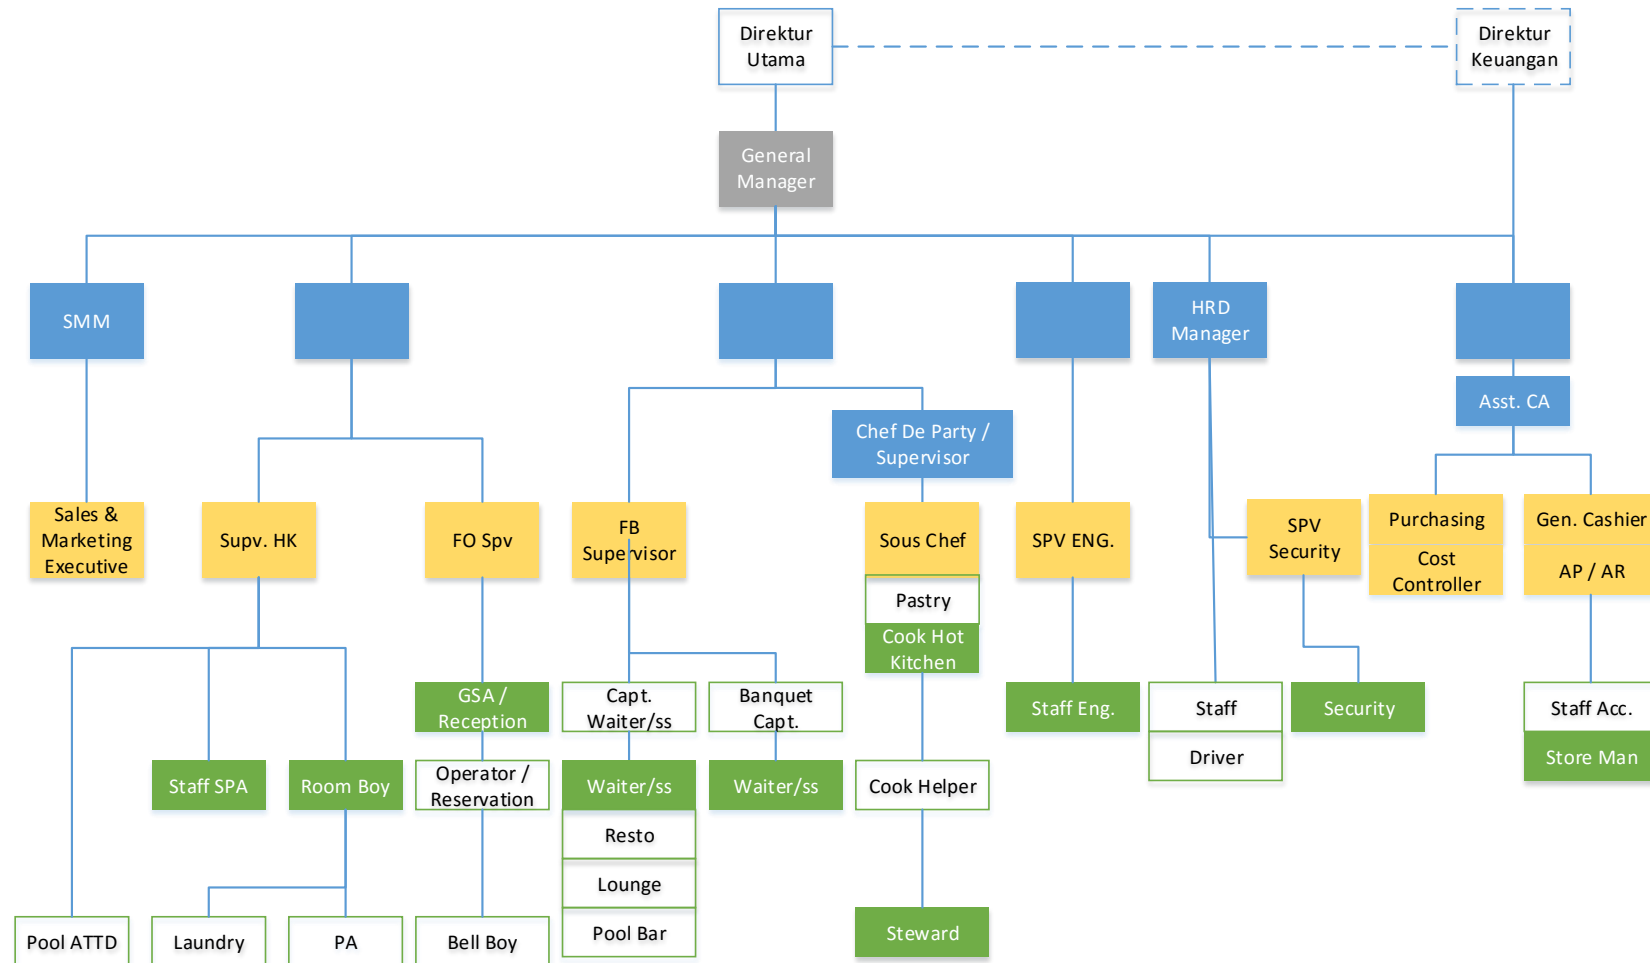 Direktur
Utama
Direktur
Keuangan
General
Manager
SMM
HRD
Manager
Asst. CA
Chef De Party /
Supervisor
Sales &
Marketing
Executive
Supv. HK
FO Spv
FB
Supervisor
Sous Chef
SPV ENG.
SPV
Security
Purchasing
Gen. Cashier
Cost
Controller
AP / AR
Pastry
Cook Hot
Kitchen
GSA /
Reception
Capt.
Waiter/ss
Banquet
Capt.
Staff Eng.
Staff
Security
Staff Acc.
Driver
Store Man
Staff SPA
Room Boy
Operator /
Reservation
Waiter/ss
Waiter/ss
Cook Helper
Resto
Lounge
Pool Bar
Steward
Pool ATTD
Laundry
PA
Bell Boy